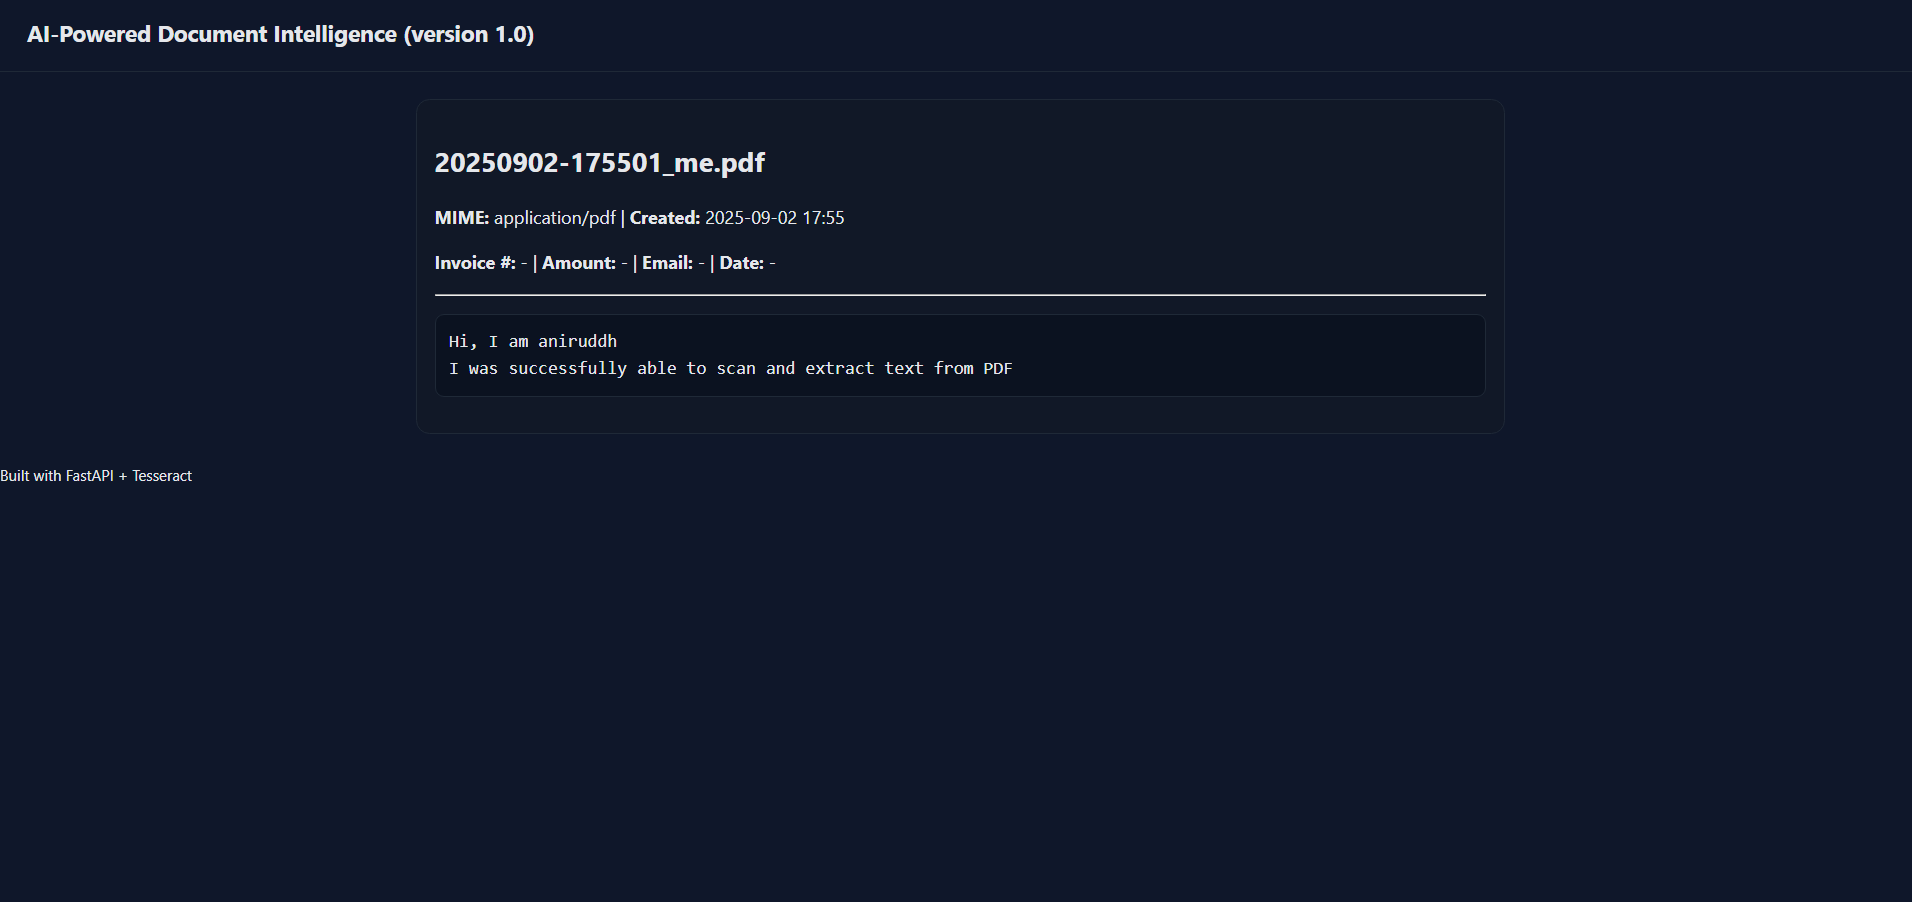 AI-Powered Document Intelligence (version 1.0)
20250902-175501_me.pdf
MIME: application/pdf | Created: 2025-09-02 17:55
Invoice #: - | Amount: - | Email: - | Date: -
Hi, I am aniruddh
I was successfully able to scan and extract text from PDF
Built with FastAPI + Tesseract